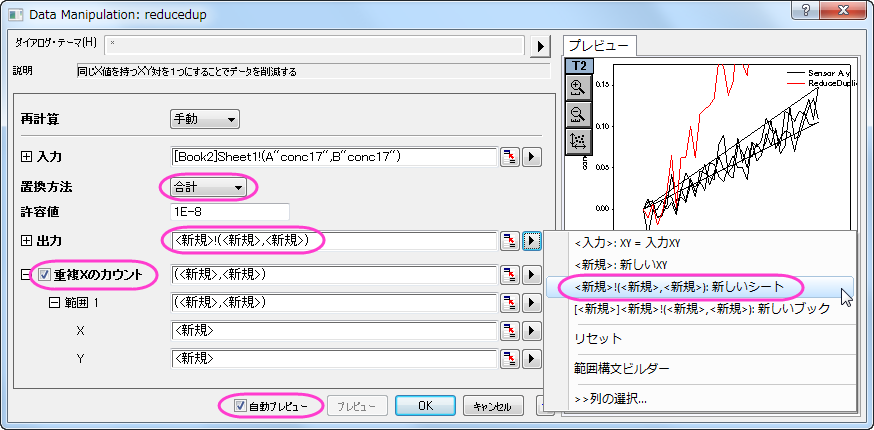 Data Manipulation: reducedup
ダイアログ・テーマ(H) *
説明 同じX値を持つXY対を1つにすることでデータを削減する
再計算 手動
入力 [Book2]Sheet1!(A"conc17",B"conc17")
置換方法 合計
許容値 1E-8
出力 <新規>!(<新規>,<新規>)
重複Xのカウント (<新規>,<新規>)
範囲 1 (<新規>,<新規>)
X <新規>
Y <新規>
自動プレビュー プレビュー OK キャンセル
プレビュー
T2
Sensor A y
ReduceDuplic
0.15
0.10
0.05
0.00
<入力>: XY = 入力XY
<新規>: 新しいXY
<新規>!(<新規>,<新規>): 新しいシート
[<新規>]<新規>!(<新規>,<新規>): 新しいブック
リセット
範囲構文ビルダー
>>列の選択...